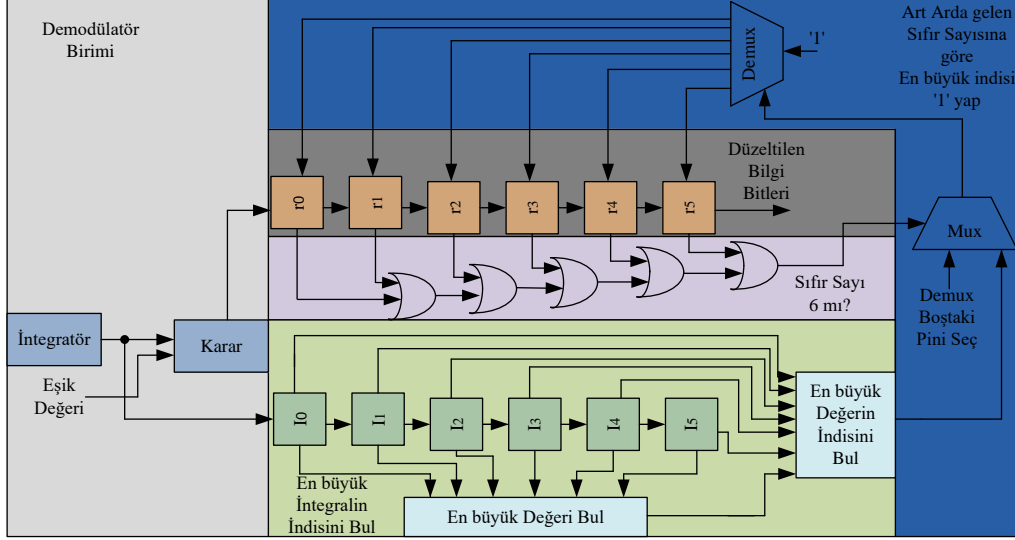 Demodülatör
Birimi
Demux
'1'
Art Arda gelen
Sıfır Sayısına
göre
En büyük indisi
'1' yap
r0
r1
r2
r3
r4
r5
Düzeltilen
Bilgi
Bitleri
Mux
Sıfır Sayı
6 mı?
Demux
Boştaki
Pini Seç
İntegratör
Karar
Eşik
Değeri
I0
I1
I2
I3
I4
I5
En büyük
Değerin
İndisini
Bul
En büyük
İntegralin
İndisini Bul
En büyük Değeri Bul